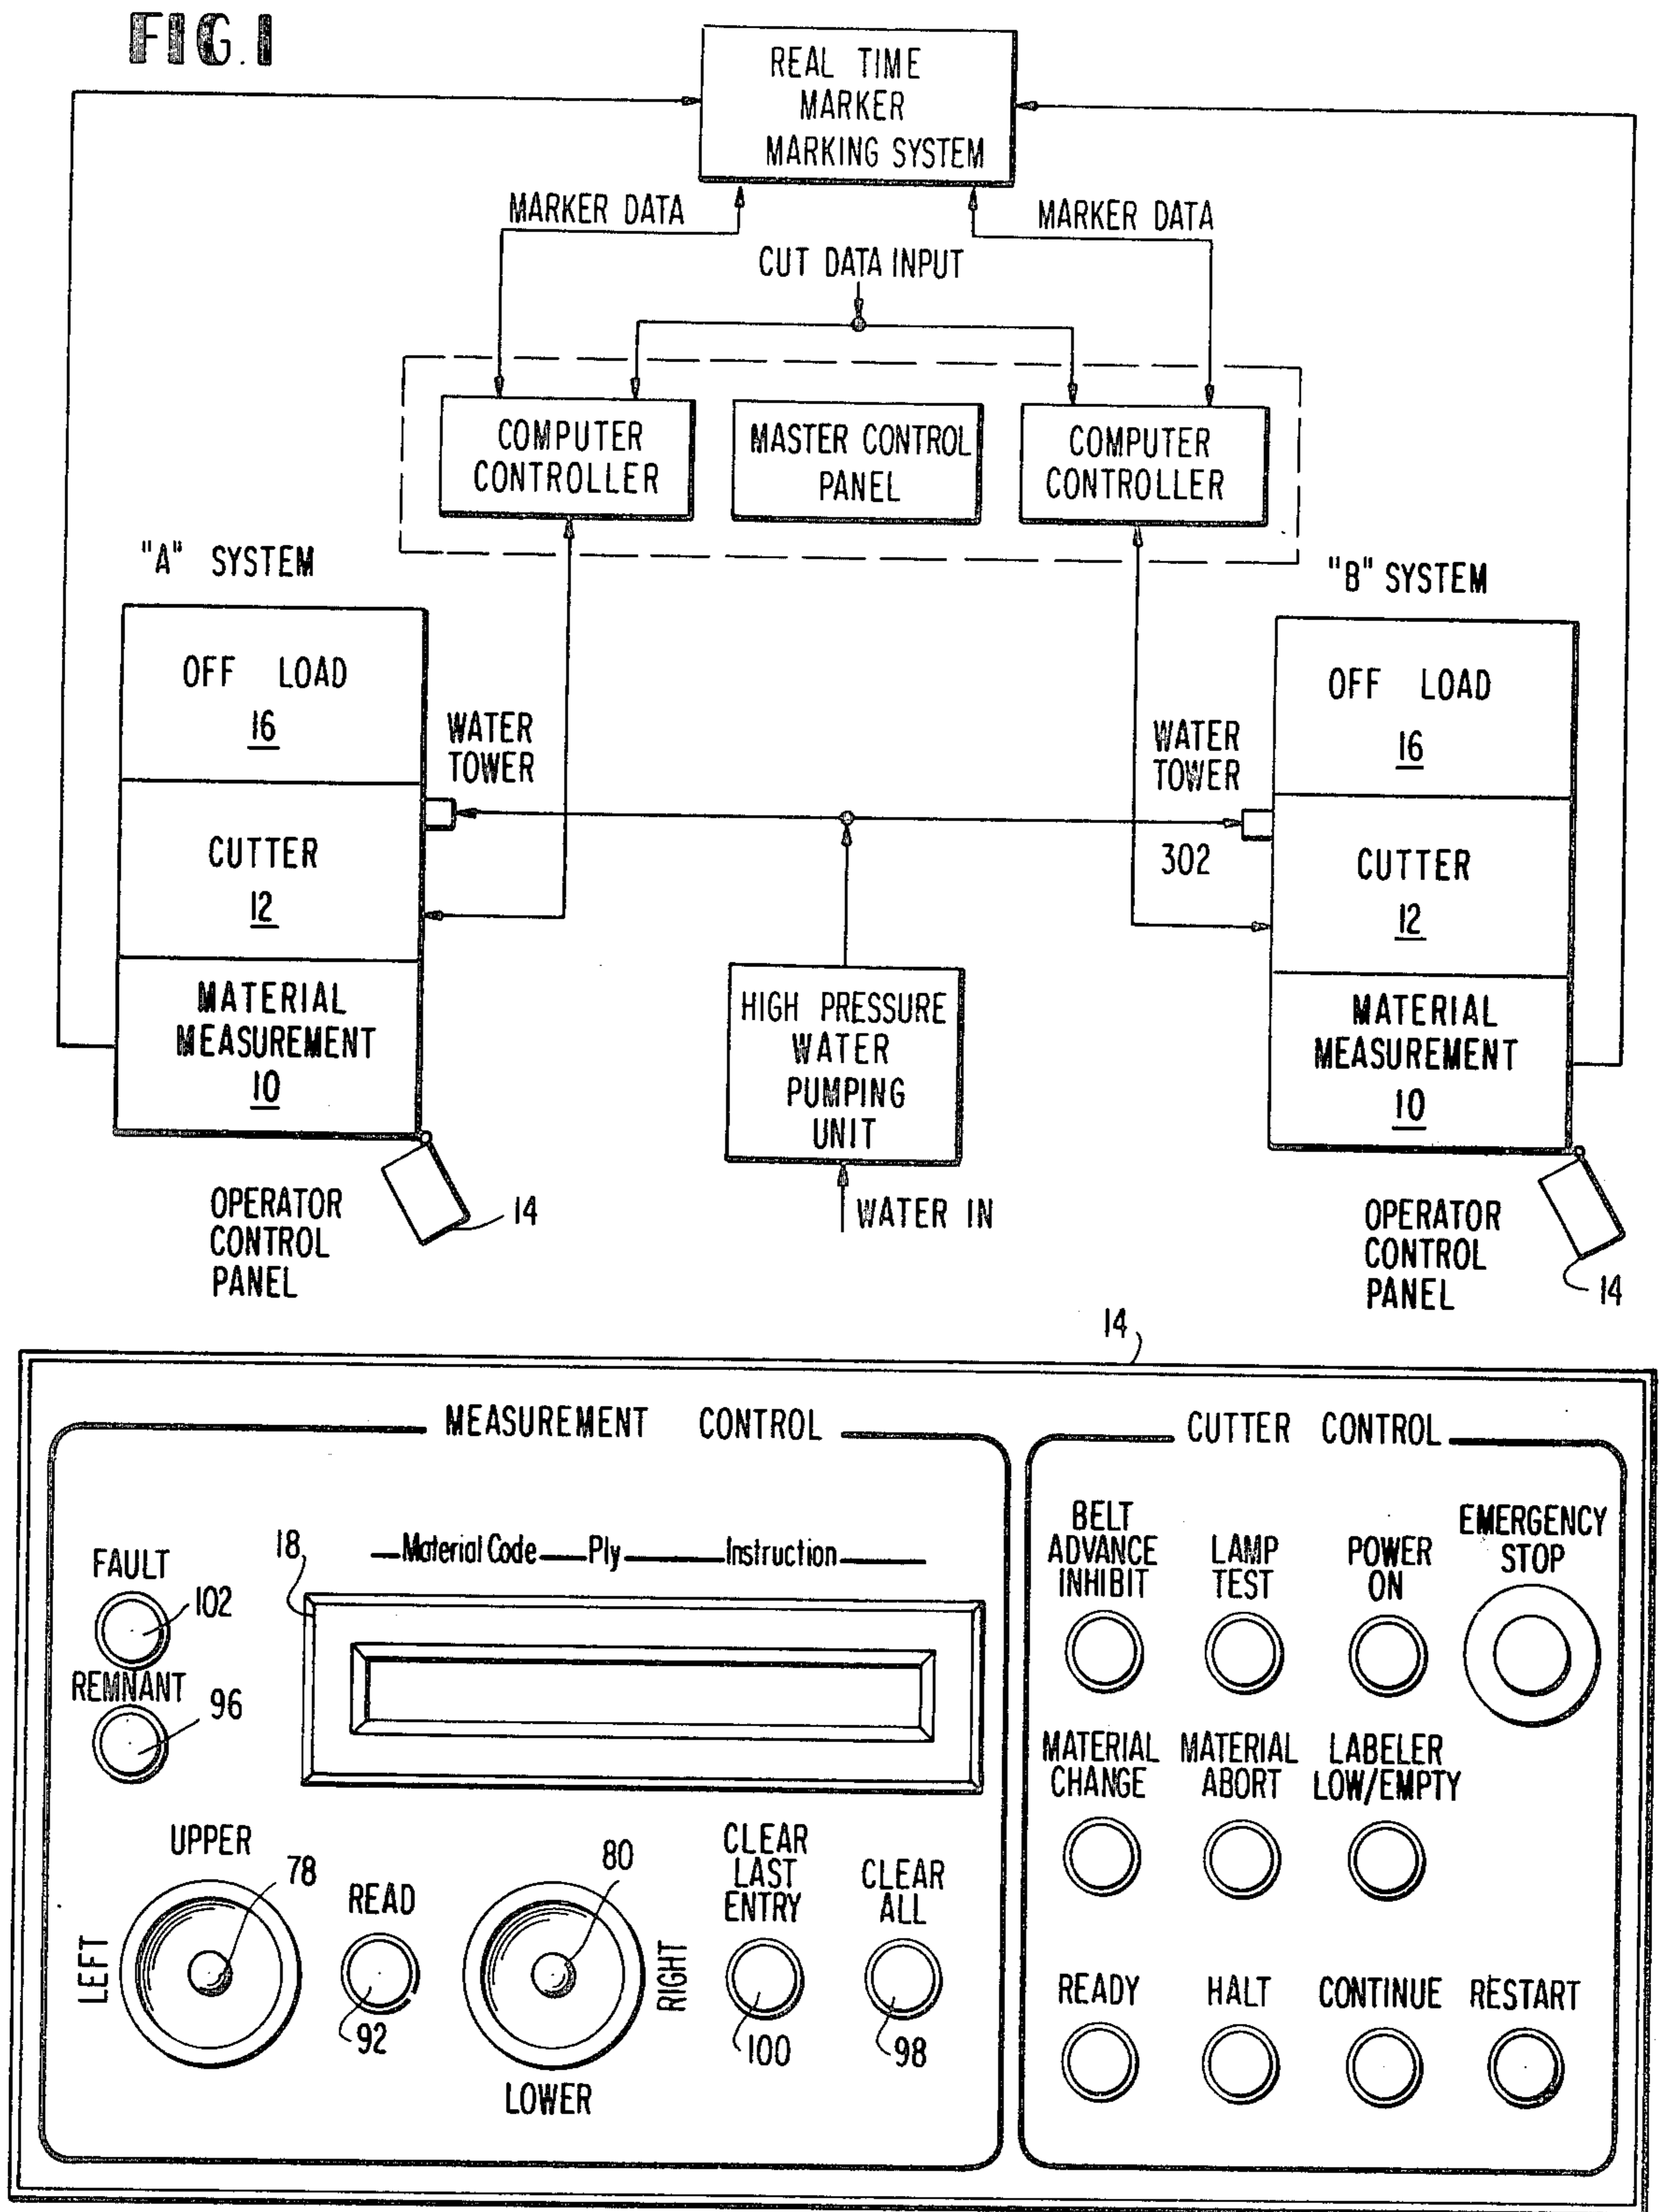 FIG. 1
REAL TIME
MARKER
MARKING SYSTEM
MARKER DATA
MARKER DATA
CUT DATA INPUT
COMPUTER
CONTROLLER
MASTER CONTROL
PANEL
COMPUTER
CONTROLLER
"A" SYSTEM
"B" SYSTEM
OFF LOAD
16
WATER
TOWER
CUTTER
12
MATERIAL
MEASUREMENT
10
WATER
TOWER
302
OFF LOAD
16
CUTTER
12
MATERIAL
MEASUREMENT
10
HIGH PRESSURE
WATER
PUMPING
UNIT
WATER IN
OPERATOR
CONTROL
PANEL
14
OPERATOR
CONTROL
PANEL
14
14
MEASUREMENT CONTROL
FAULT
102
REMNANT
96
18
Material Code Ply Instruction
UPPER
LEFT
78
READ
92
80
RIGHT
LOWER
CLEAR
LAST
ENTRY
100
CLEAR
ALL
98
CUTTER CONTROL
BELT
ADVANCE
INHIBIT
LAMP
TEST
POWER
ON
EMERGENCY
STOP
MATERIAL
CHANGE
MATERIAL
ABORT
LABELER
LOW/EMPTY
READY
HALT
CONTINUE
RESTART